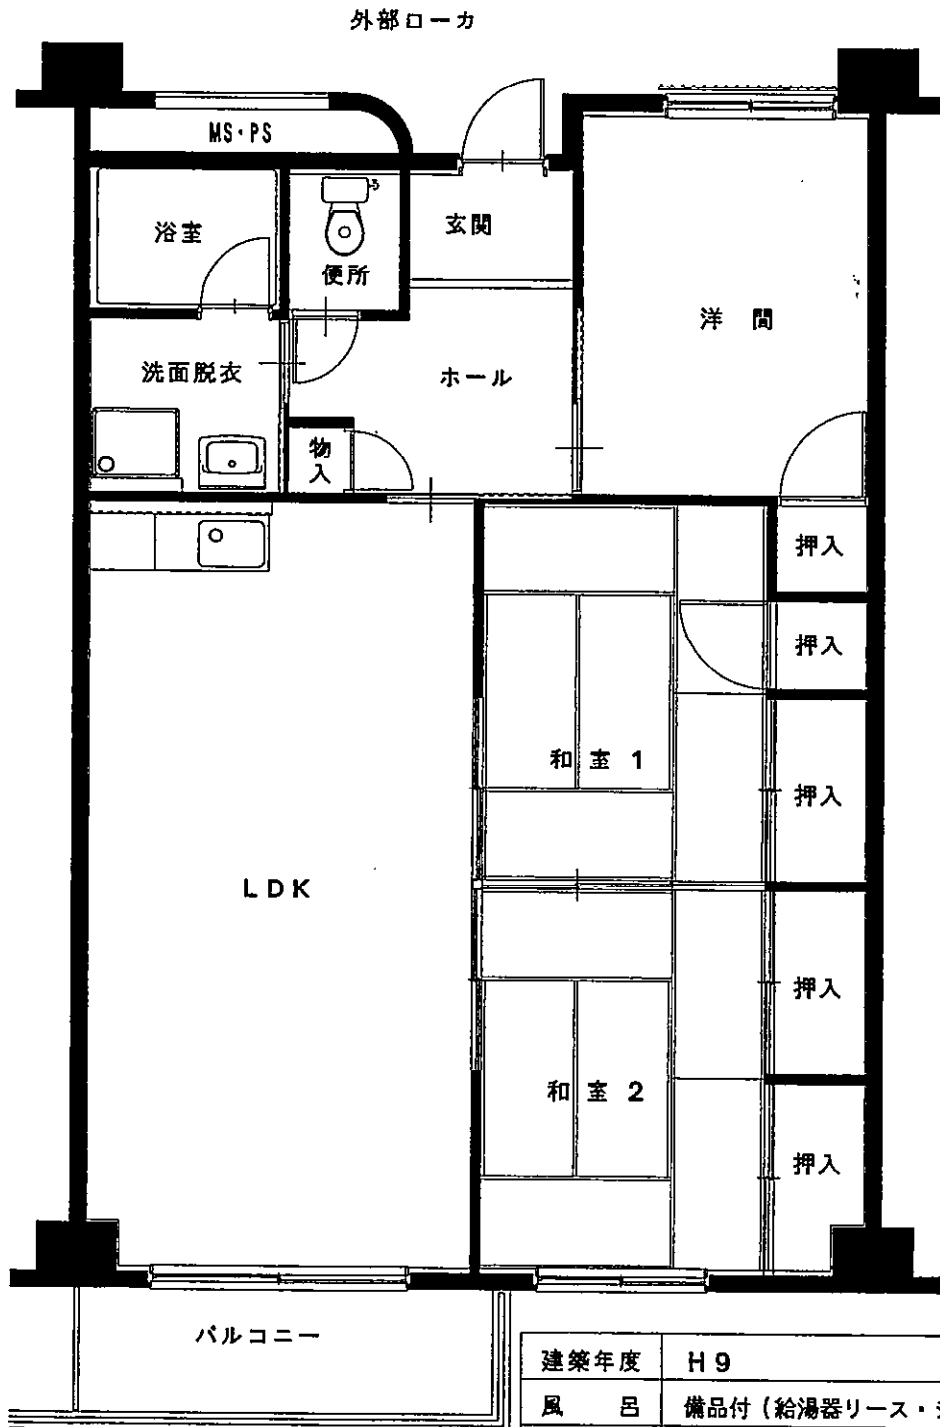 外部ローカ
MS・PS
浴室
便所
玄関
洋間
洗面脱衣
ホール
物入
押入
押入
和室1
押入
LDK
押入
和室2
押入
バルコニー
建築年度 H9
風呂 備品付(給湯器リース・